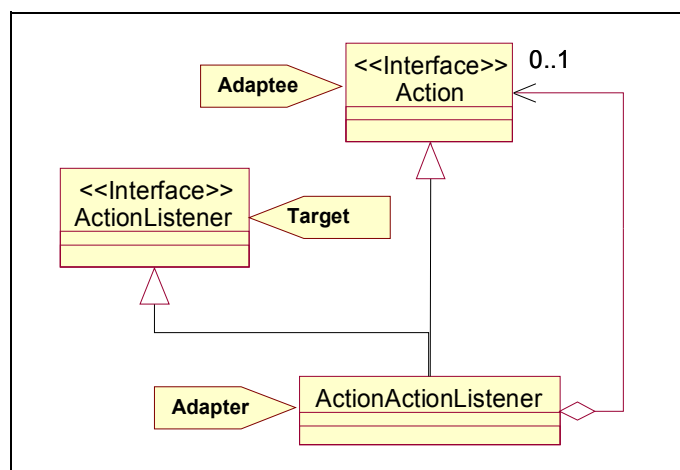 <<Interface>>
Action
0..1
Adaptee
<<Interface>>
ActionListener
Target
ActionActionListener
Adapter